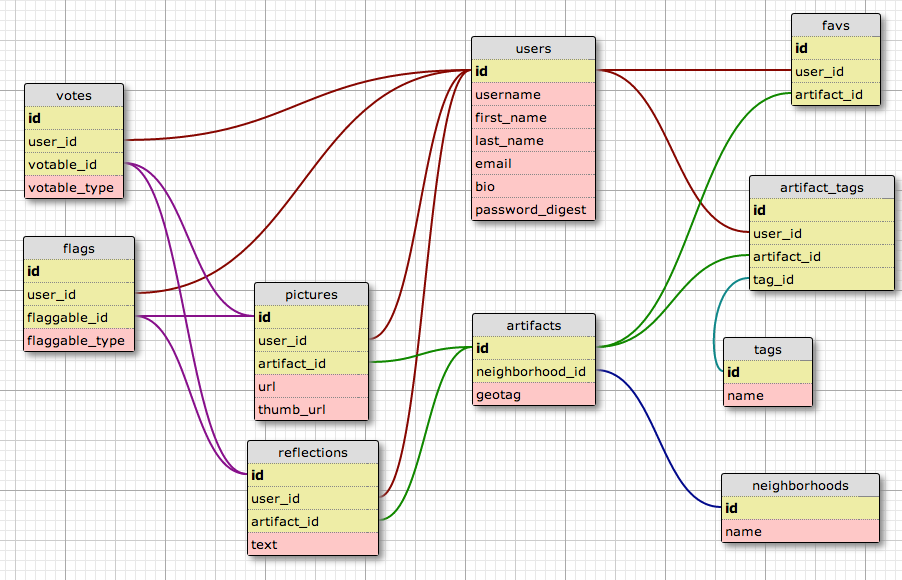 votes
id
user_id
votable_id
votable_type
flags
id
user_id
flaggable_id
flaggable_type
pictures
id
user_id
artifact_id
url
thumb_url
reflections
id
user_id
artifact_id
text
users
id
username
first_name
last_name
email
bio
password_digest
artifacts
id
neighborhood_id
geotag
favs
id
user_id
artifact_id
artifact_tags
id
user_id
artifact_id
tag_id
tags
id
name
neighborhoods
id
name